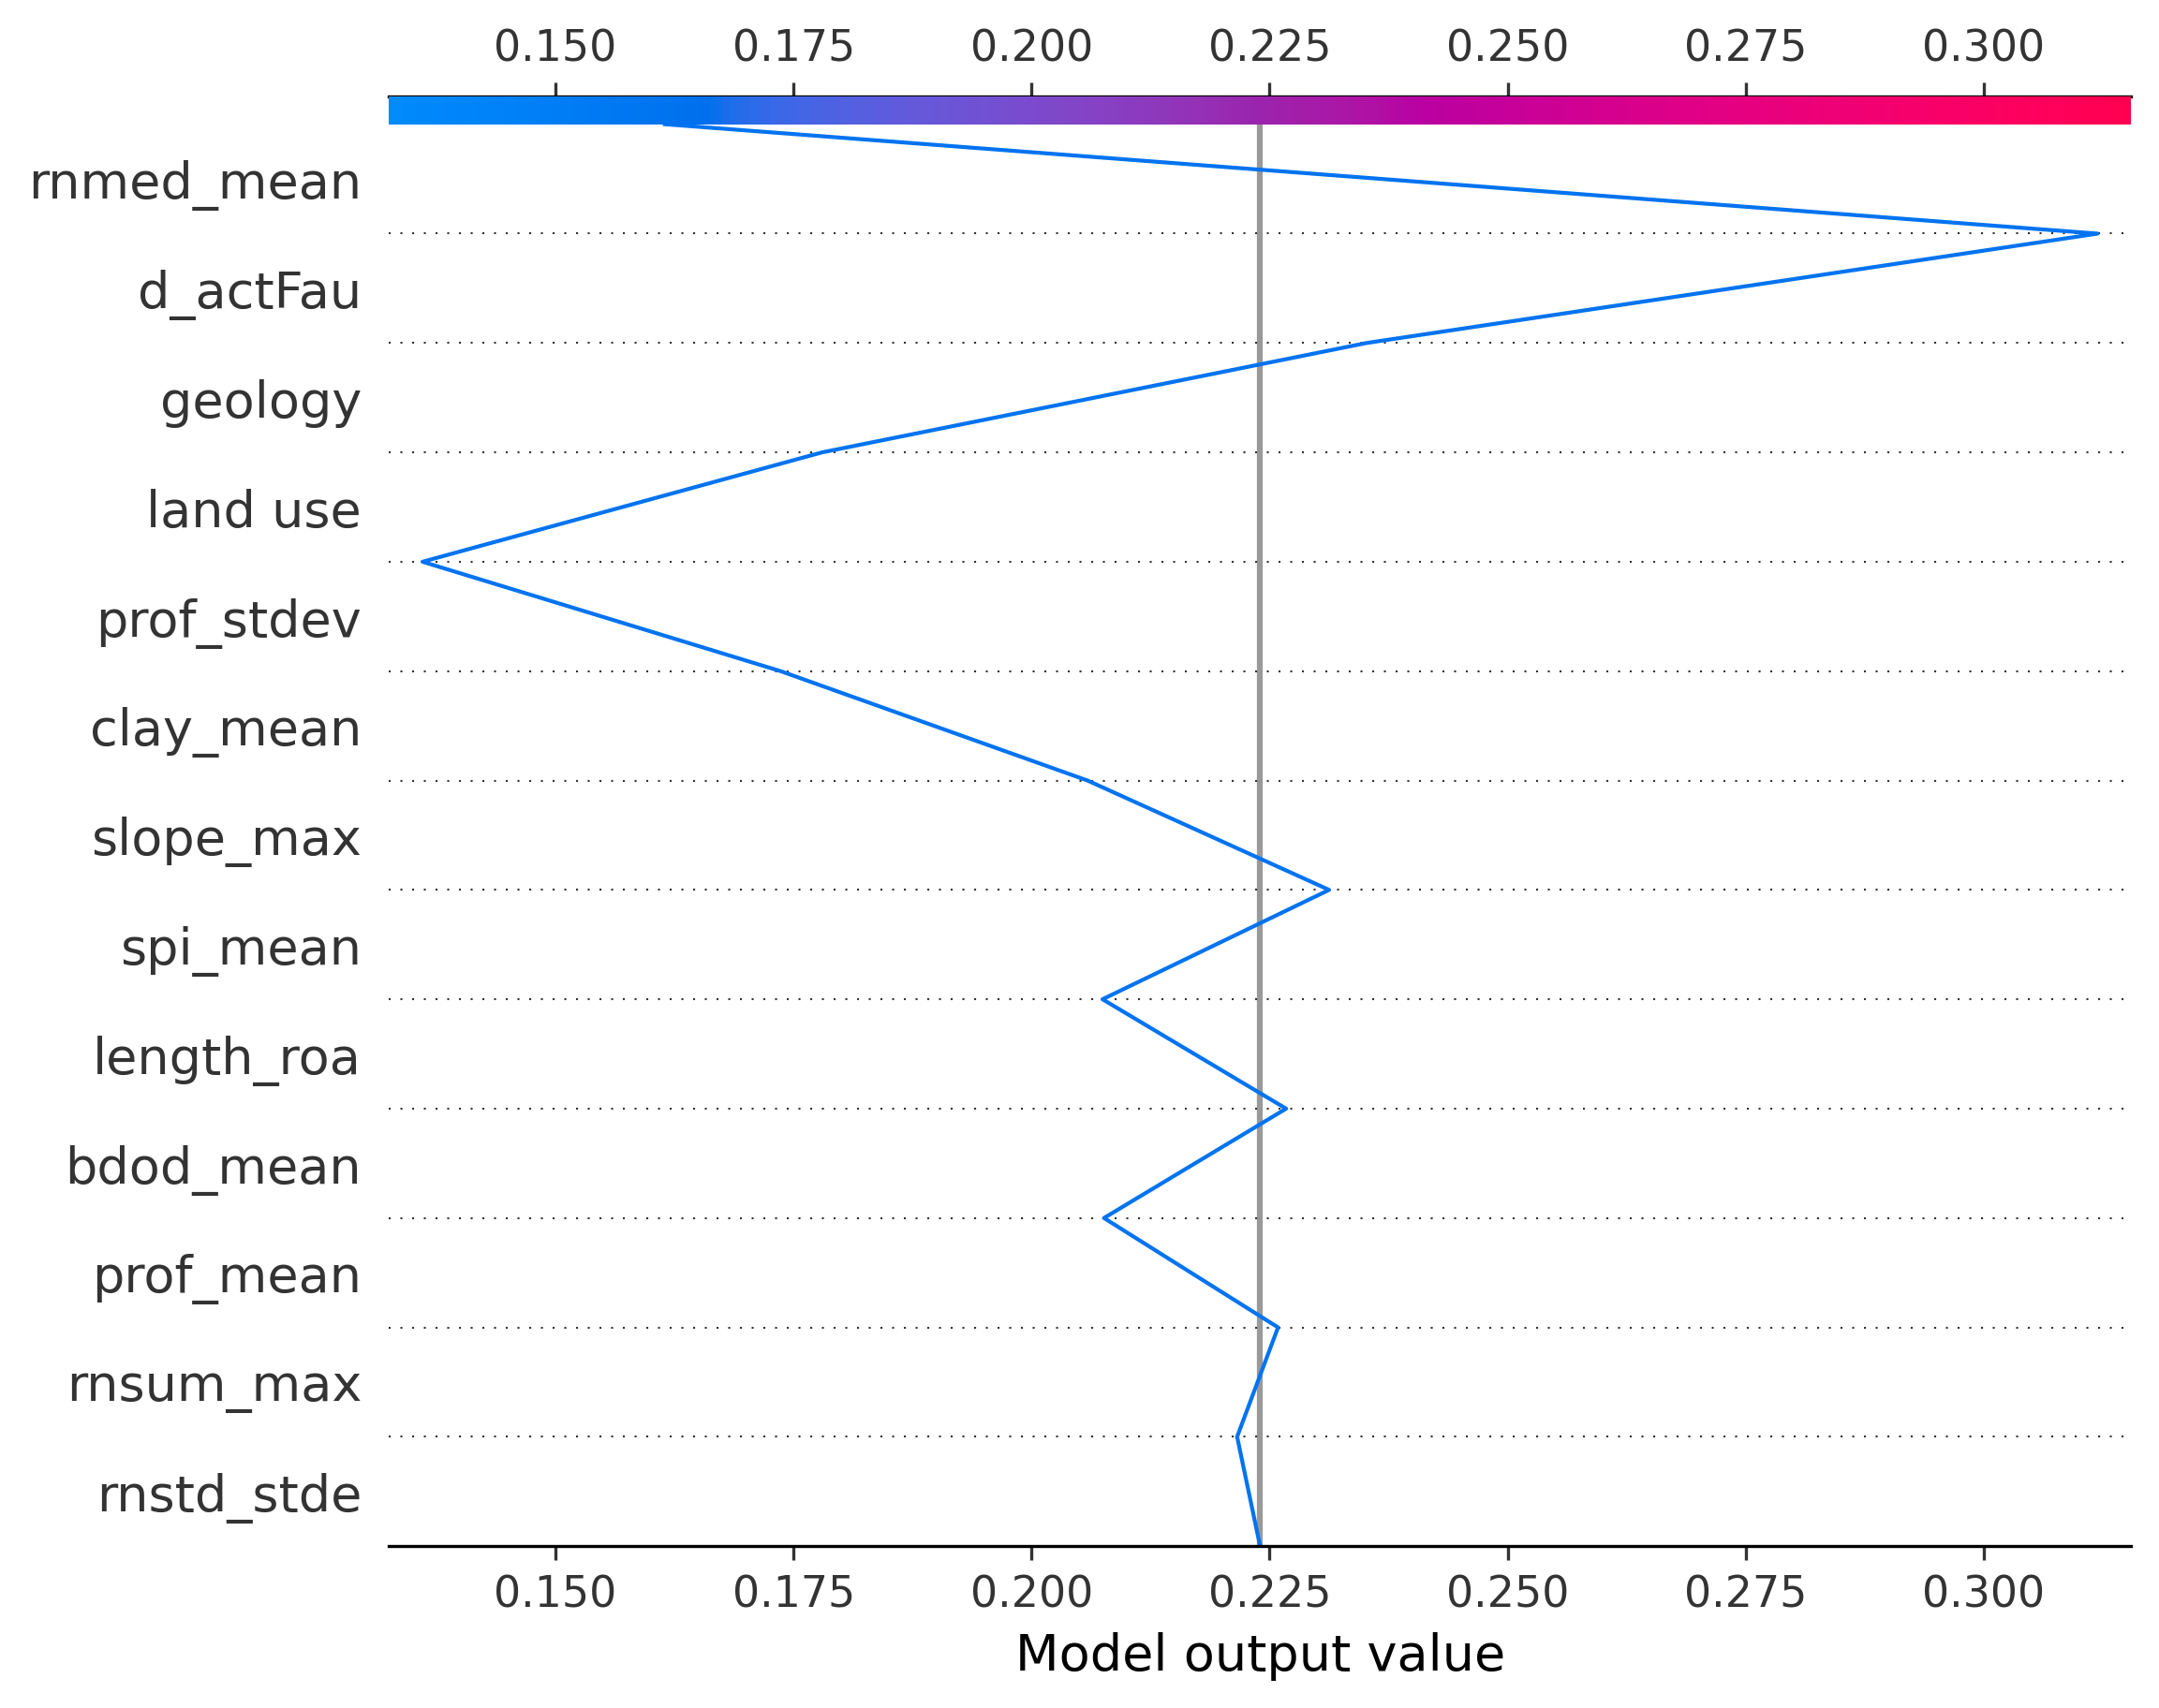 0.150 0.175 0.200 0.225 0.250 0.275 0.300
rnmed_mean
d_actFau
geology
land use
prof_stdev
clay_mean
slope_max
spi_mean
length_roa
bdod_mean
prof_mean
rnsum_max
rnstd_stde
0.150 0.175 0.200 0.225 0.250 0.275 0.300
Model output value